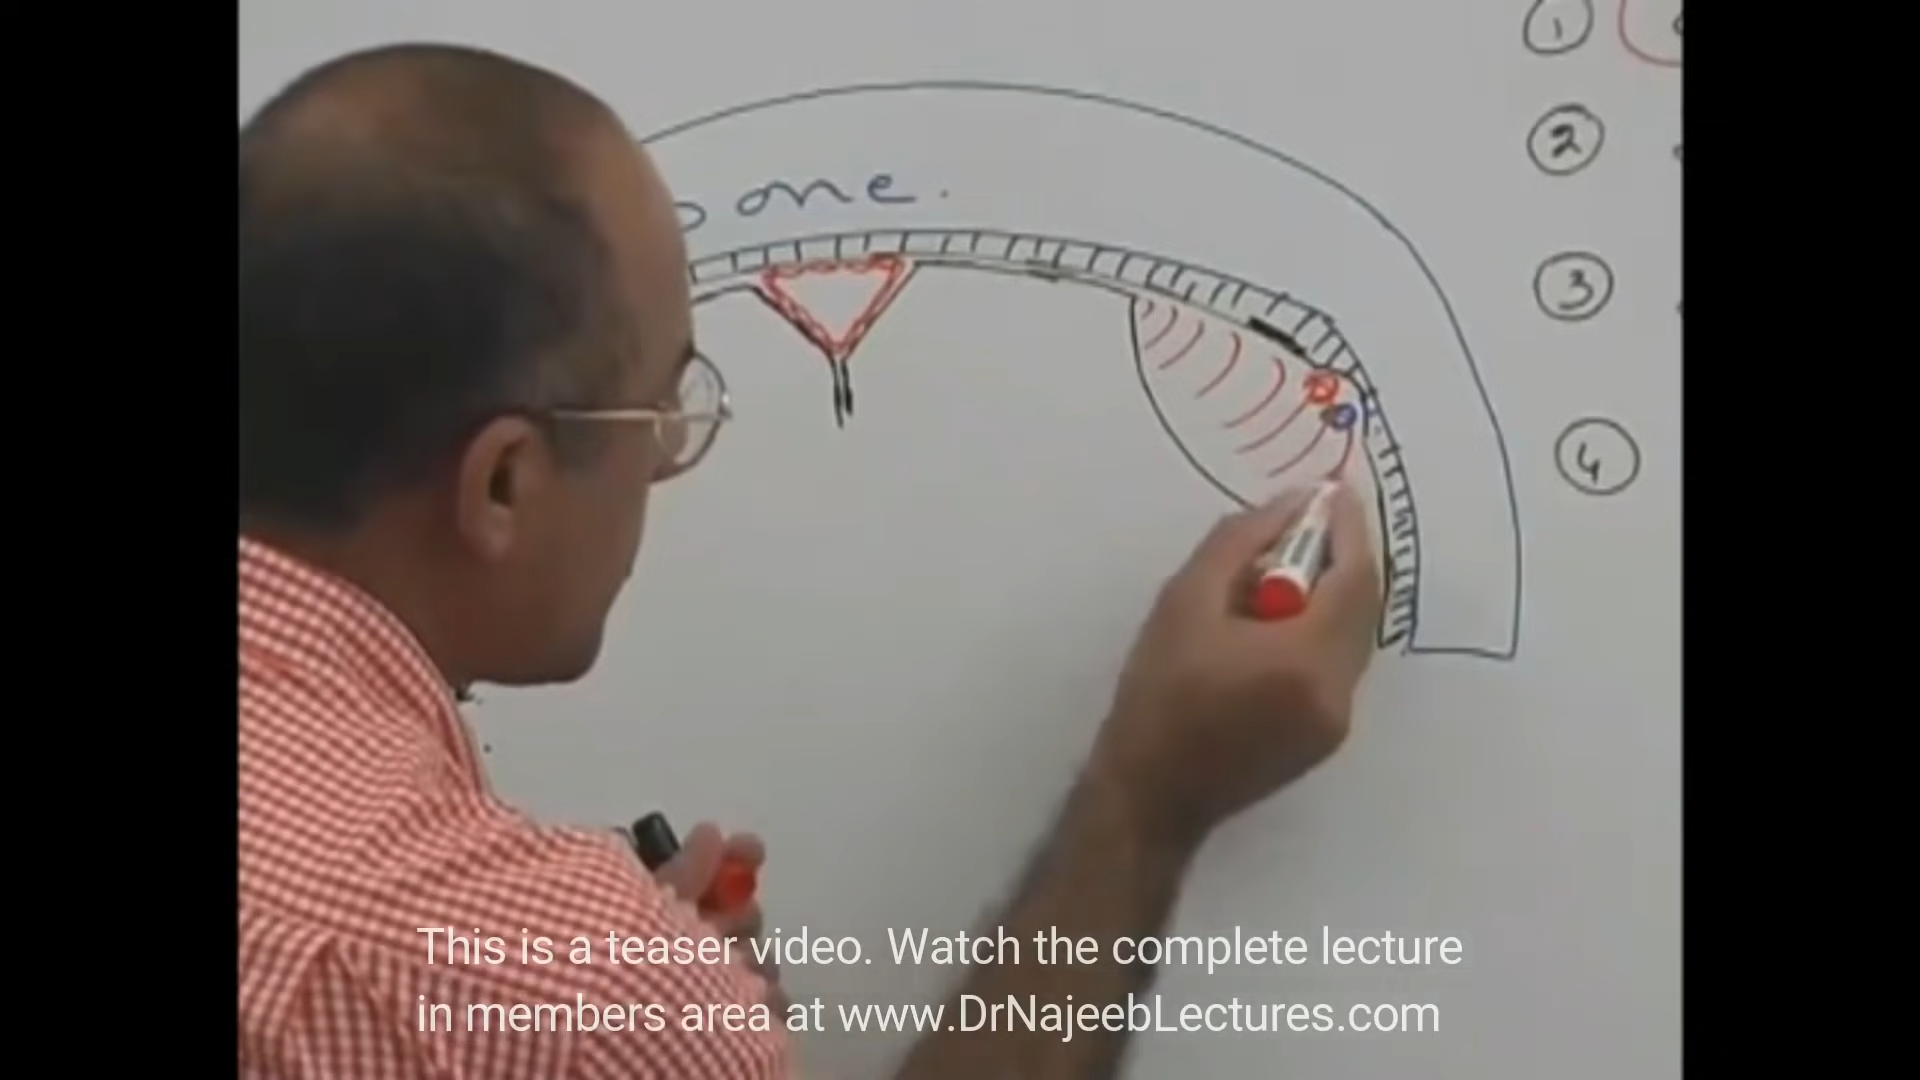 1
2
one.
3
4
This is a teaser video. Watch the complete lecture
in members area at www.DrNajeebLectures.com